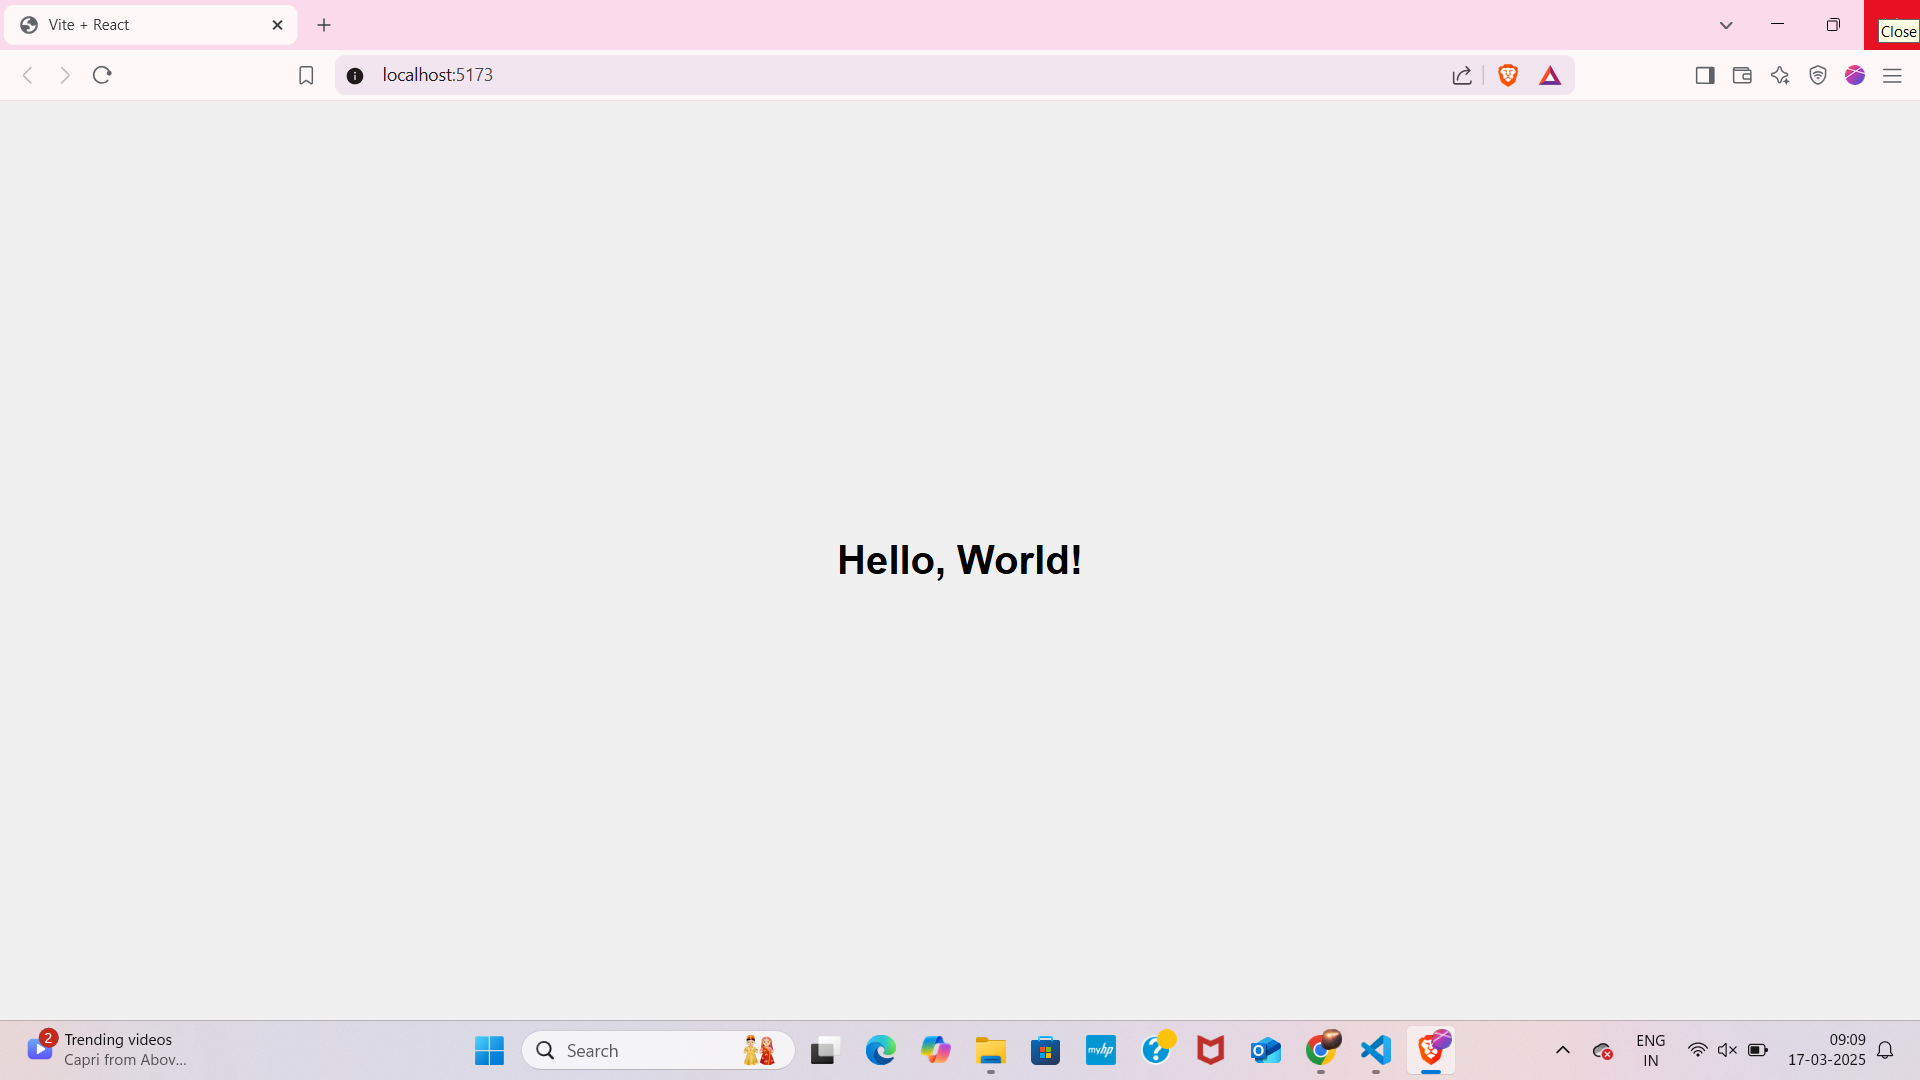 Vite + React
Close
localhost:5173
Hello, World!
2
Trending videos
Capri from Abov...
Search
myhp
ENG
IN
09:09
17-03-2025